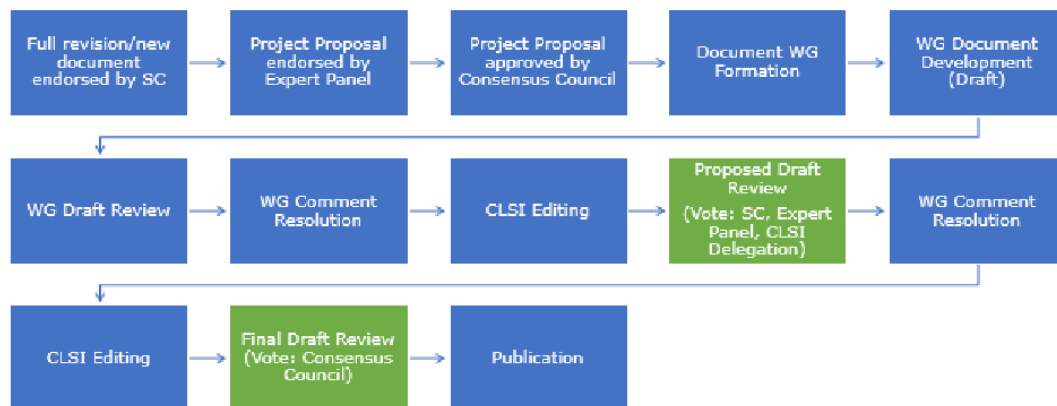 Full revision/new
document
endorsed by SC
Project Proposal
endorsed by
Expert Panel
Project Proposal
approved by
Consensus Council
Document WG
Formation
WG Document
Development
(Draft)
WG Draft Review
WG Comment
Resolution
CLSI Editing
Proposed Draft
Review
(Vote: SC, Expert
Panel, CLSI
Delegation)
WG Comment
Resolution
CLSI Editing
Final Draft Review
(Vote: Consensus
Council)
Publication